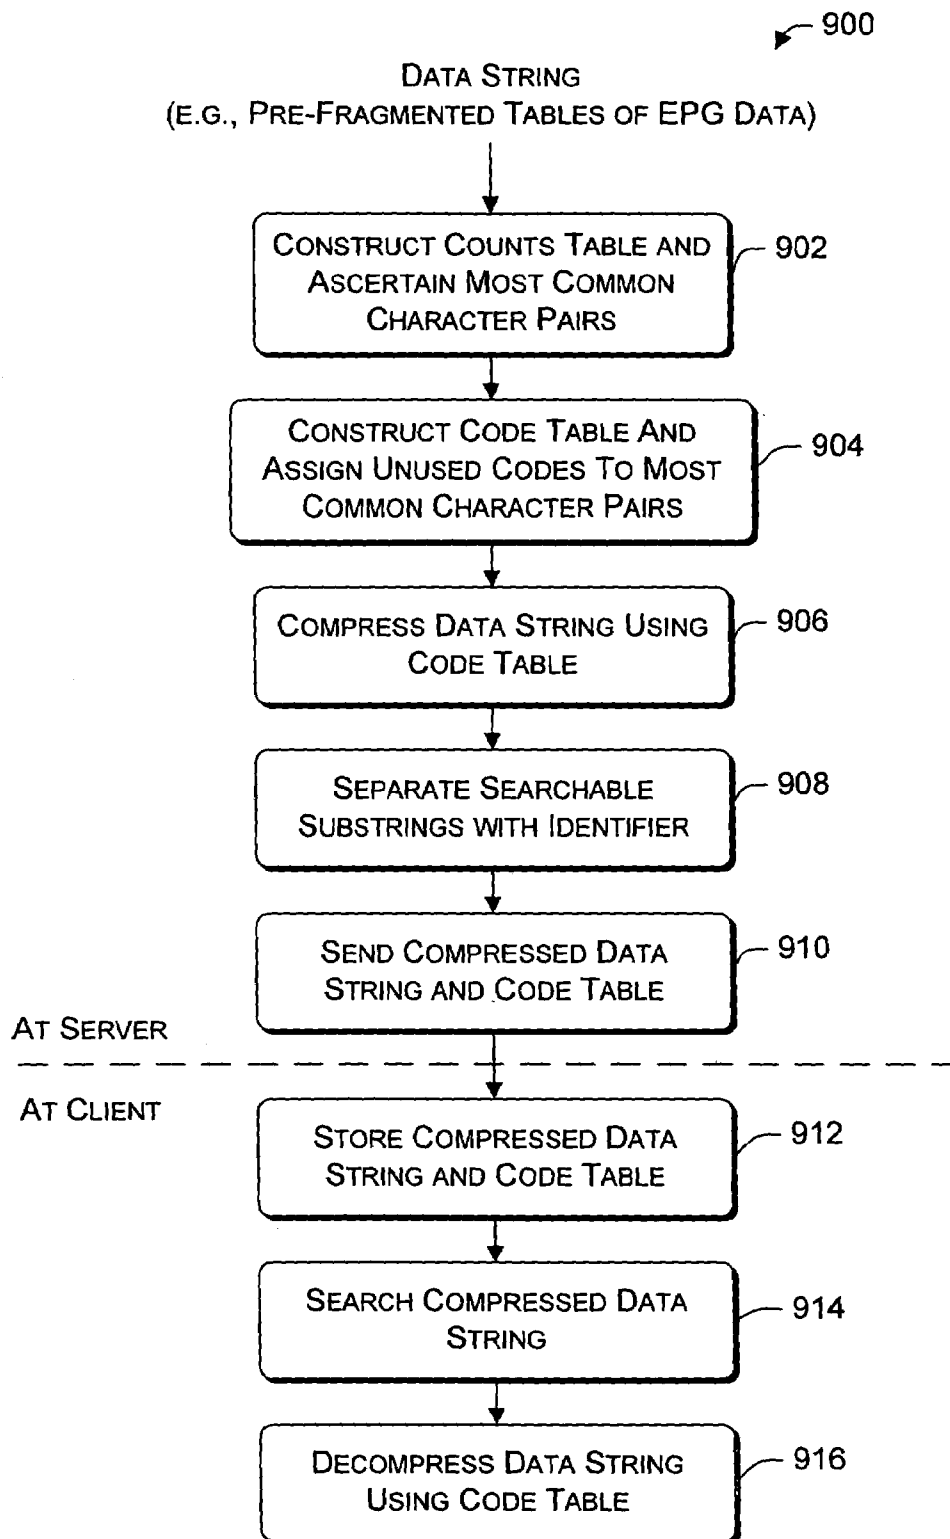 900
DATA STRING
(E.G., PRE-FRAGMENTED TABLES OF EPG DATA)
CONSTRUCT COUNTS TABLE AND
ASCERTAIN MOST COMMON
CHARACTER PAIRS
902
CONSTRUCT CODE TABLE AND
ASSIGN UNUSED CODES TO MOST
COMMON CHARACTER PAIRS
904
COMPRESS DATA STRING USING
CODE TABLE
906
SEPARATE SEARCHABLE
SUBSTRINGS WITH IDENTIFIER
908
SEND COMPRESSED DATA
STRING AND CODE TABLE
910
AT SERVER
AT CLIENT
STORE COMPRESSED DATA
STRING AND CODE TABLE
912
SEARCH COMPRESSED DATA
STRING
914
DECOMPRESS DATA STRING
USING CODE TABLE
916